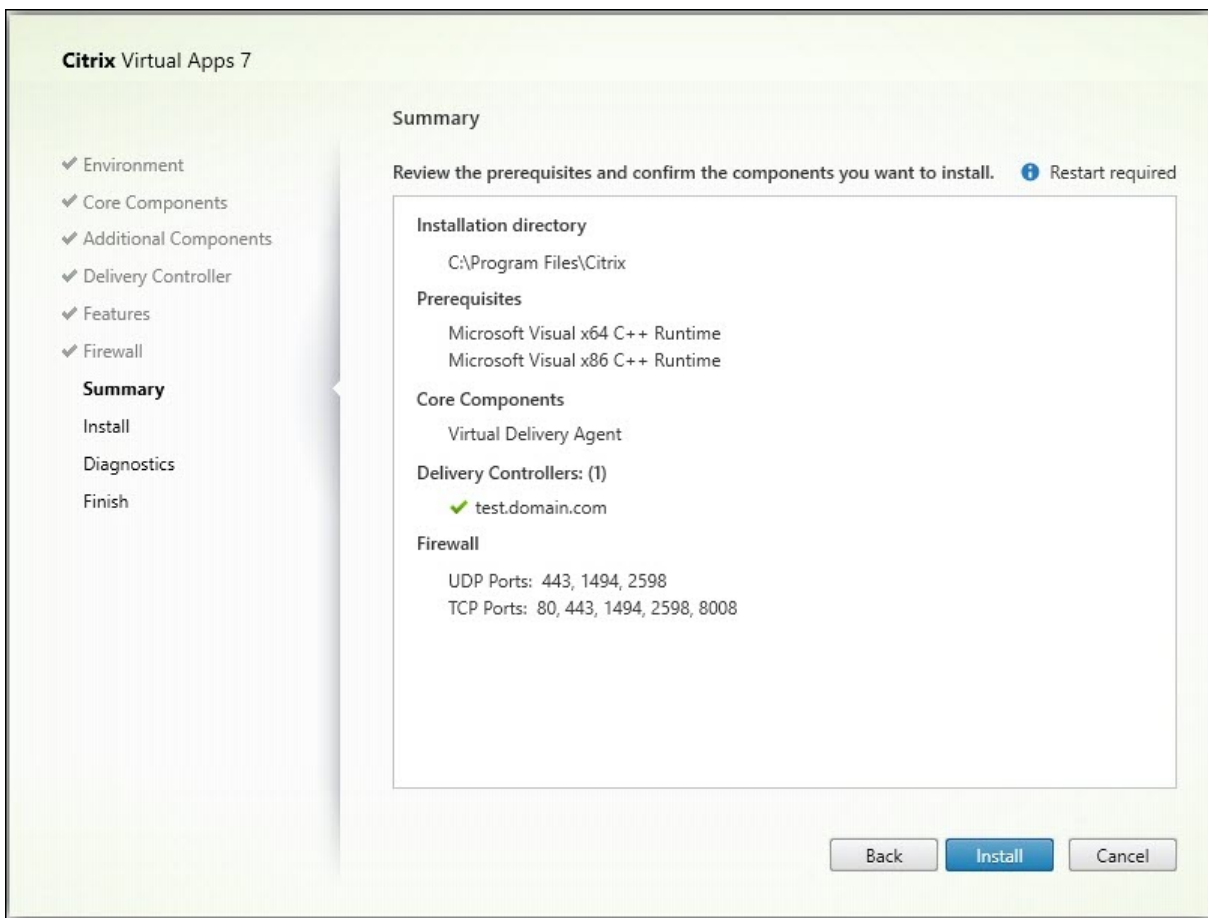 Citrix Virtual Apps 7
Environment
Core Components
Additional Components
Delivery Controller
Features
Firewall
Summary
Install
Diagnostics
Finish
Summary
Review the prerequisites and confirm the components you want to install.
Restart required
Installation directory
C:\Program Files\Citrix
Prerequisites
Microsoft Visual x64 C++ Runtime
Microsoft Visual x86 C++ Runtime
Core Components
Virtual Delivery Agent
Delivery Controllers: (1)
test.domain.com
Firewall
UDP Ports: 443, 1494, 2598
TCP Ports: 80, 443, 1494, 2598, 8008
Back
Install
Cancel